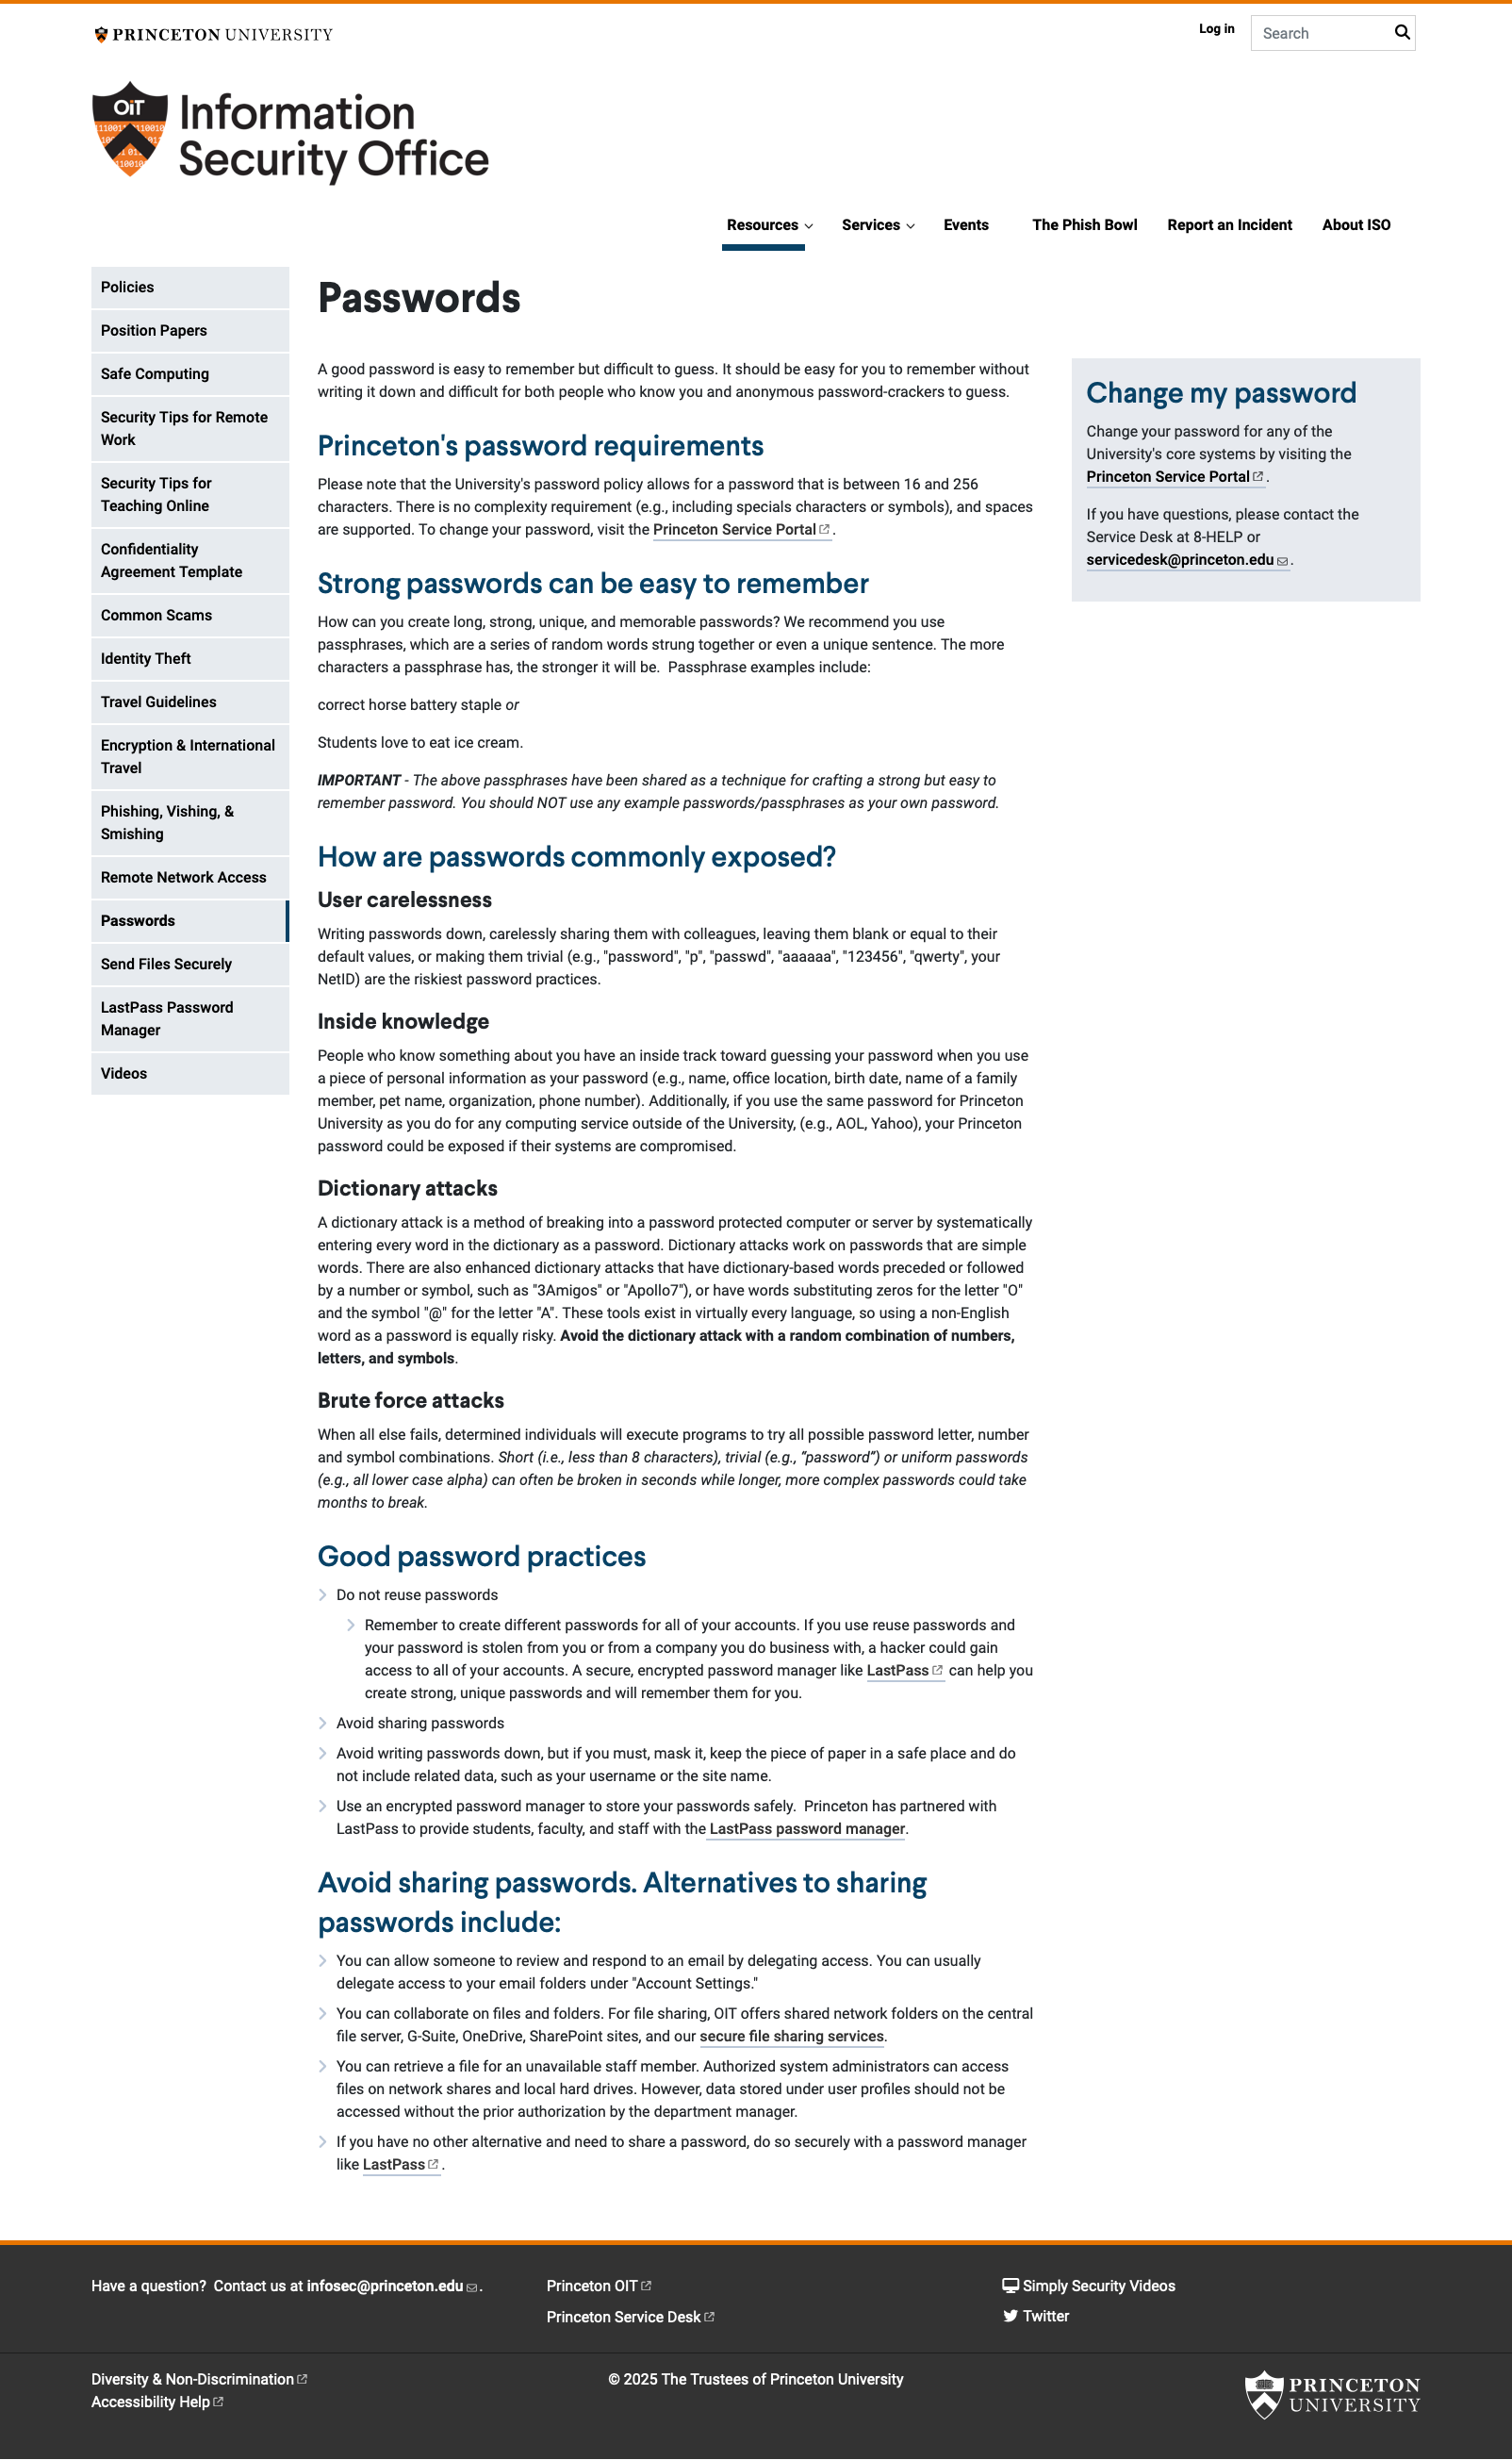 PRINCETON UNIVERSITY
Log in
Search
OIT
Information
Security Office
Resources
Services
Events
The Phish Bowl
Report an Incident
About ISO
Policies
Position Papers
Safe Computing
Security Tips for Remote
Work
Security Tips for
Teaching Online
Confidentiality
Agreement Template
Common Scams
Identity Theft
Travel Guidelines
Encryption & International
Travel
Phishing, Vishing, &
Smishing
Remote Network Access
Passwords
Send Files Securely
LastPass Password
Manager
Videos
Passwords
A good password is easy to remember but difficult to guess. It should be easy for you to remember without
writing it down and difficult for both people who know you and anonymous password-crackers to guess.
Princeton's password requirements
Please note that the University's password policy allows for a password that is between 16 and 256
characters. There is no complexity requirement (e.g., including specials characters or symbols), and spaces
are supported. To change your password, visit the Princeton Service Portal.
Strong passwords can be easy to remember
How can you create long, strong, unique, and memorable passwords? We recommend you use
passphrases, which are a series of random words strung together or even a unique sentence. The more
characters a passphrase has, the stronger it will be.  Passphrase examples include:
correct horse battery staple or
Students love to eat ice cream.
IMPORTANT - The above passphrases have been shared as a technique for crafting a strong but easy to
remember password. You should NOT use any example passwords/passphrases as your own password.
How are passwords commonly exposed?
User carelessness
Writing passwords down, carelessly sharing them with colleagues, leaving them blank or equal to their
default values, or making them trivial (e.g., "password", "p", "passwd", "aaaaaa", "123456", "qwerty", your
NetID) are the riskiest password practices.
Inside knowledge
People who know something about you have an inside track toward guessing your password when you use
a piece of personal information as your password (e.g., name, office location, birth date, name of a family
member, pet name, organization, phone number). Additionally, if you use the same password for Princeton
University as you do for any computing service outside of the University, (e.g., AOL, Yahoo), your Princeton
password could be exposed if their systems are compromised.
Dictionary attacks
A dictionary attack is a method of breaking into a password protected computer or server by systematically
entering every word in the dictionary as a password. Dictionary attacks work on passwords that are simple
words. There are also enhanced dictionary attacks that have dictionary-based words preceded or followed
by a number or symbol, such as "3Amigos" or "Apollo7"), or have words substituting zeros for the letter "O"
and the symbol "@" for the letter "A". These tools exist in virtually every language, so using a non-English
word as a password is equally risky. Avoid the dictionary attack with a random combination of numbers,
letters, and symbols.
Brute force attacks
When all else fails, determined individuals will execute programs to try all possible password letter, number
and symbol combinations. Short (i.e., less than 8 characters), trivial (e.g., “password”) or uniform passwords
(e.g., all lower case alpha) can often be broken in seconds while longer, more complex passwords could take
months to break.
Good password practices
Do not reuse passwords
Remember to create different passwords for all of your accounts. If you use reuse passwords and
your password is stolen from you or from a company you do business with, a hacker could gain
access to all of your accounts. A secure, encrypted password manager like LastPass can help you
create strong, unique passwords and will remember them for you.
Avoid sharing passwords
Avoid writing passwords down, but if you must, mask it, keep the piece of paper in a safe place and do
not include related data, such as your username or the site name.
Use an encrypted password manager to store your passwords safely.  Princeton has partnered with
LastPass to provide students, faculty, and staff with the LastPass password manager.
Avoid sharing passwords. Alternatives to sharing
passwords include:
You can allow someone to review and respond to an email by delegating access. You can usually
delegate access to your email folders under "Account Settings."
You can collaborate on files and folders. For file sharing, OIT offers shared network folders on the central
file server, G-Suite, OneDrive, SharePoint sites, and our secure file sharing services.
You can retrieve a file for an unavailable staff member. Authorized system administrators can access
files on network shares and local hard drives. However, data stored under user profiles should not be
accessed without the prior authorization by the department manager.
If you have no other alternative and need to share a password, do so securely with a password manager
like LastPass.
Change my password
Change your password for any of the
University's core systems by visiting the
Princeton Service Portal.
If you have questions, please contact the
Service Desk at 8-HELP or
servicedesk@princeton.edu.
Have a question?  Contact us at infosec@princeton.edu.
Princeton OIT
Princeton Service Desk
Simply Security Videos
Twitter
Diversity & Non-Discrimination
Accessibility Help
© 2025 The Trustees of Princeton University
PRINCETON
UNIVERSITY